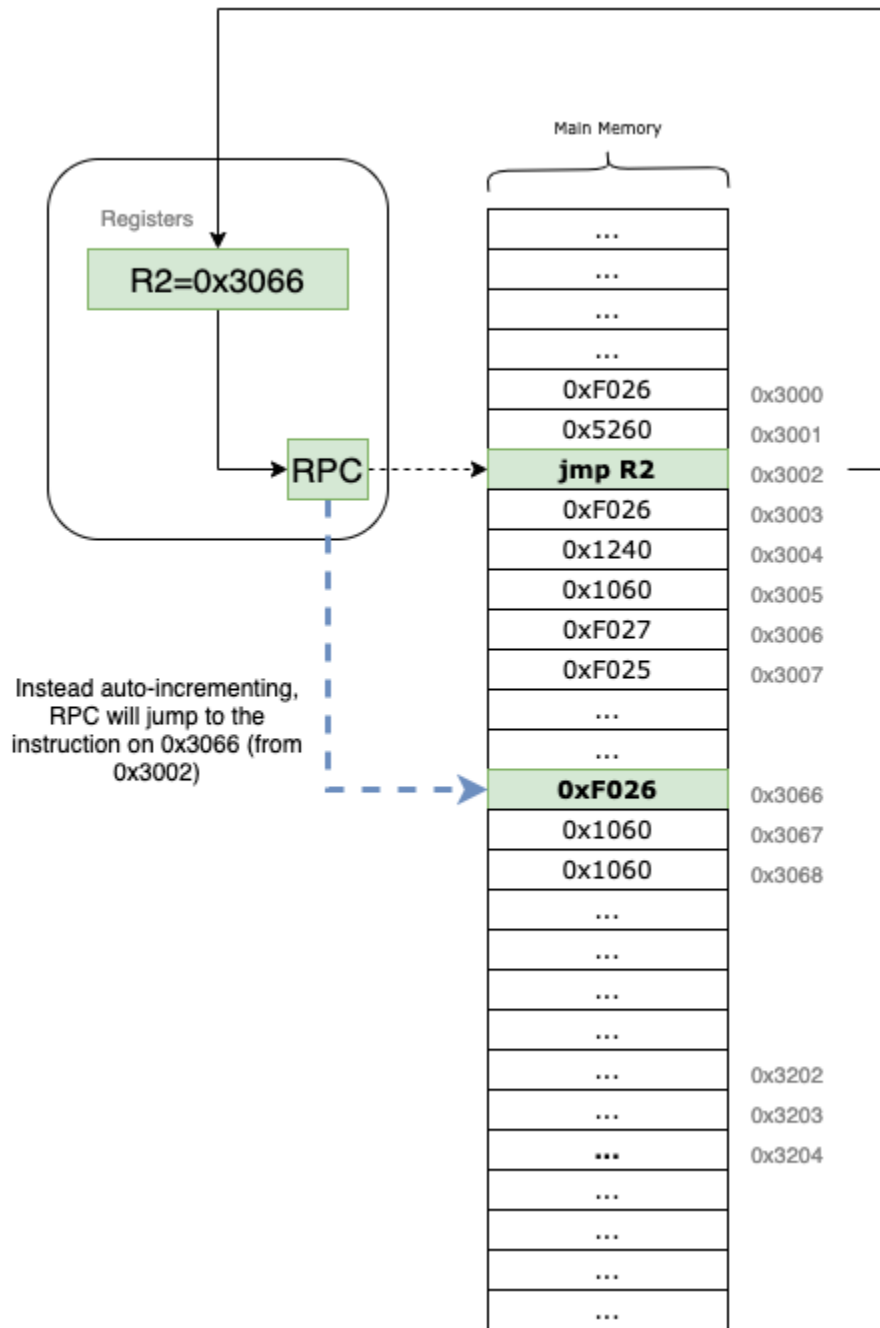 Main Memory
Registers
R2=0x3066
RPC
Instead auto-incrementing,
RPC will jump to the
instruction on 0x3066 (from
0x3002)
...
...
...
...
0xF026 0x3000
0x5260 0x3001
jmp R2 0x3002
0xF026 0x3003
0x1240 0x3004
0x1060 0x3005
0xF027 0x3006
0xF025 0x3007
...
...
0xF026 0x3066
0x1060 0x3067
0x1060 0x3068
...
...
...
...
... 0x3202
... 0x3203
... 0x3204
...
...
...
...